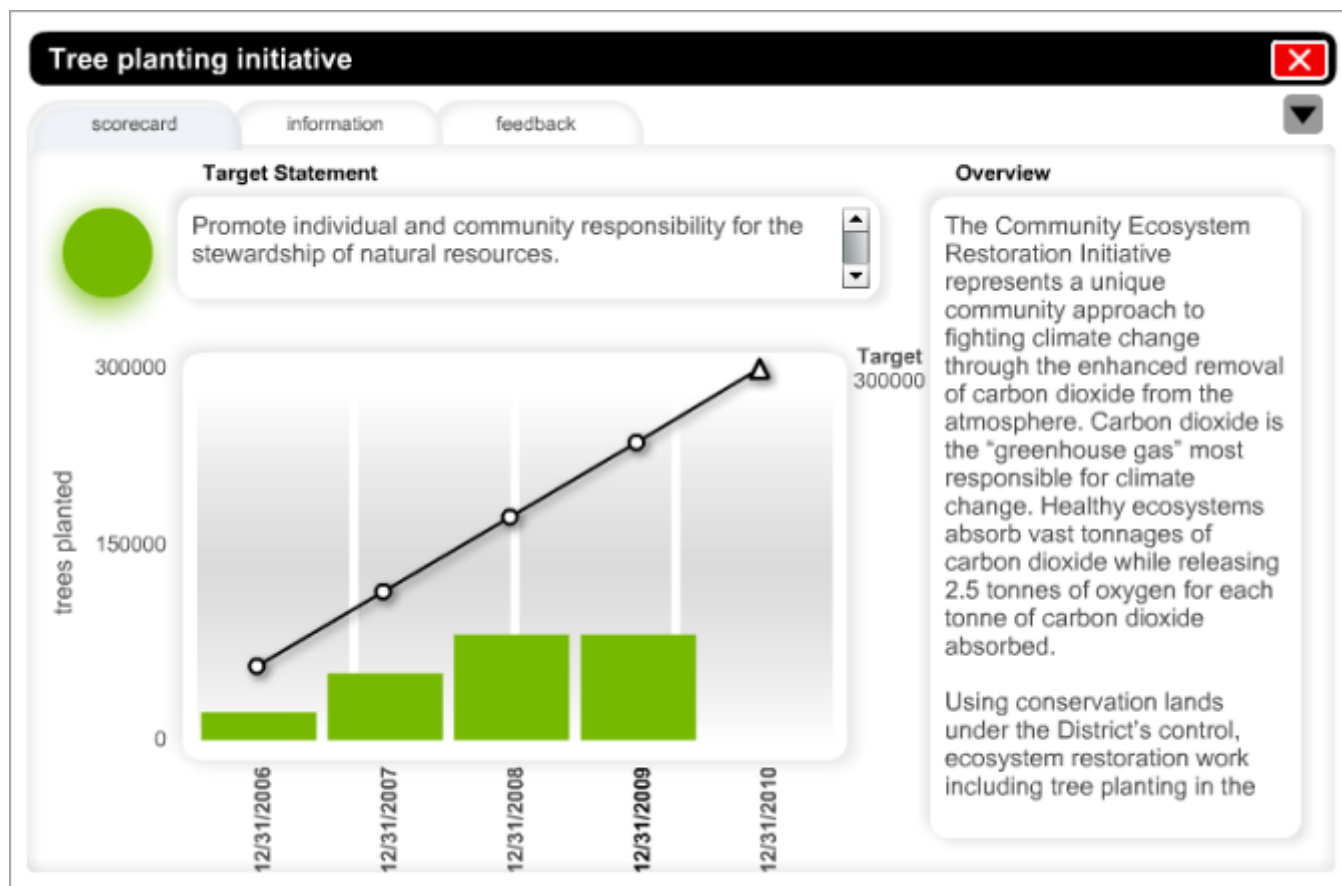 Tree planting initiative
scorecard
information
feedback
Target Statement
Promote individual and community responsibility for the
stewardship of natural resources.
Overview
The Community Ecosystem
Restoration Initiative
represents a unique
community approach to
fighting climate change
through the enhanced removal
of carbon dioxide from the
atmosphere. Carbon dioxide is
the “greenhouse gas” most
responsible for climate
change. Healthy ecosystems
absorb vast tonnages of
carbon dioxide while releasing
2.5 tonnes of oxygen for each
tonne of carbon dioxide
absorbed.
Using conservation lands
under the District's control,
ecosystem restoration work
including tree planting in the
300000
150000
0
trees planted
Target
300000
12/31/2006
12/31/2007
12/31/2008
12/31/2009
12/31/2010